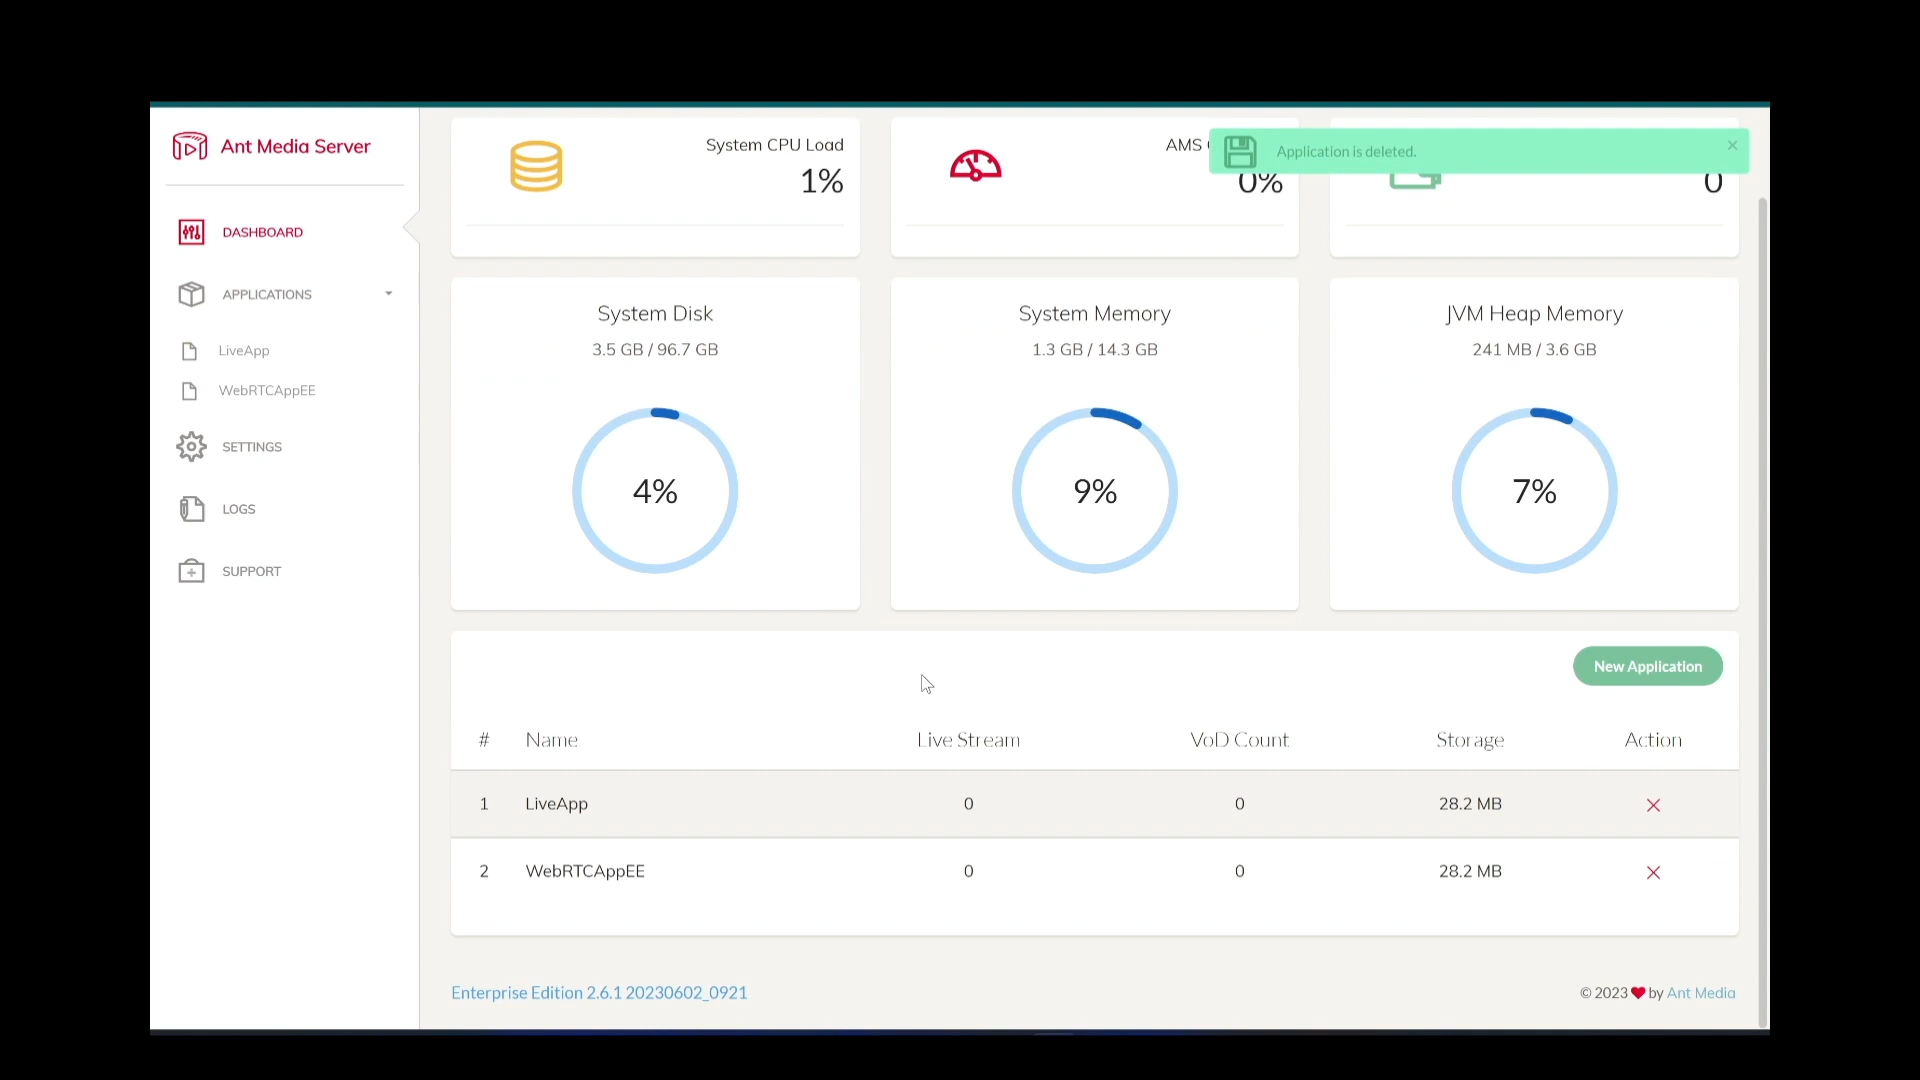 Ant Media Server
DASHBOARD
APPLICATIONS
LiveApp
WebRTCAppEE
SETTINGS
LOGS
SUPPORT
System CPU Load
1%
AMS
0%
0
Application is deleted.
System Disk
3.5 GB / 96.7 GB
4%
System Memory
1.3 GB / 14.3 GB
9%
JVM Heap Memory
241 MB / 3.6 GB
7%
New Application
# Name Live Stream VoD Count Storage Action
1 LiveApp 0 0 28.2 MB
2 WebRTCAppEE 0 0 28.2 MB
Enterprise Edition 2.6.1 20230602_0921
© 2023 ❤ by Ant Media